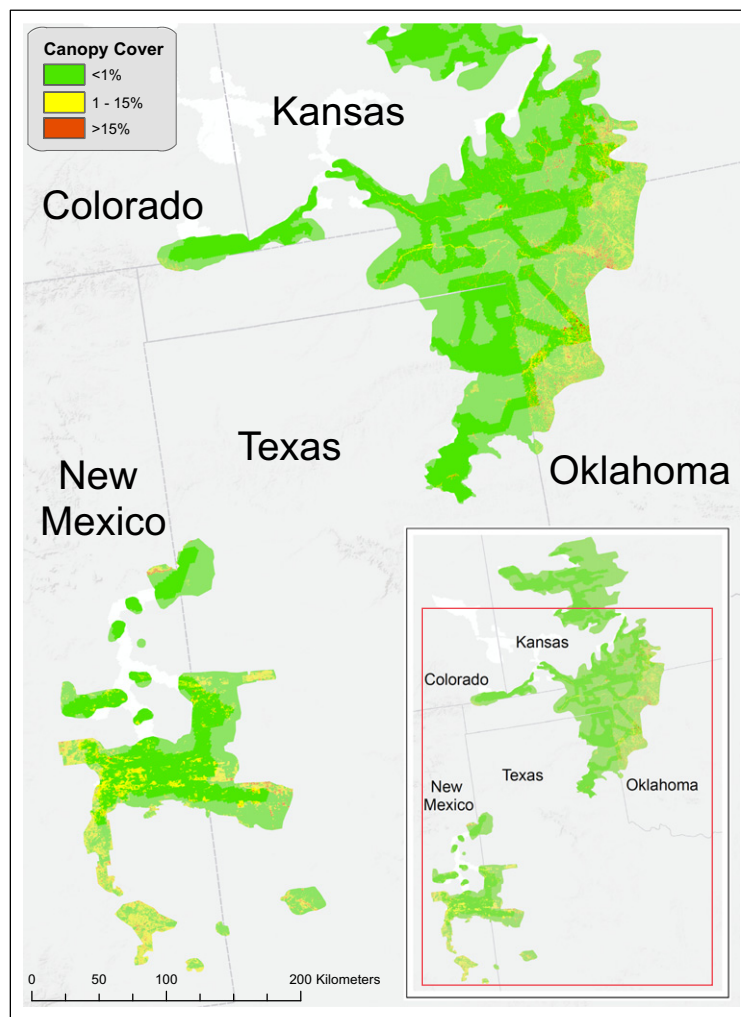 Canopy Cover
<1%
1 - 15%
>15%
Kansas
Colorado
Texas
New
Mexico
Oklahoma
Kansas
Colorado
Texas
New
Mexico
Oklahoma
0 50 100 200 Kilometers